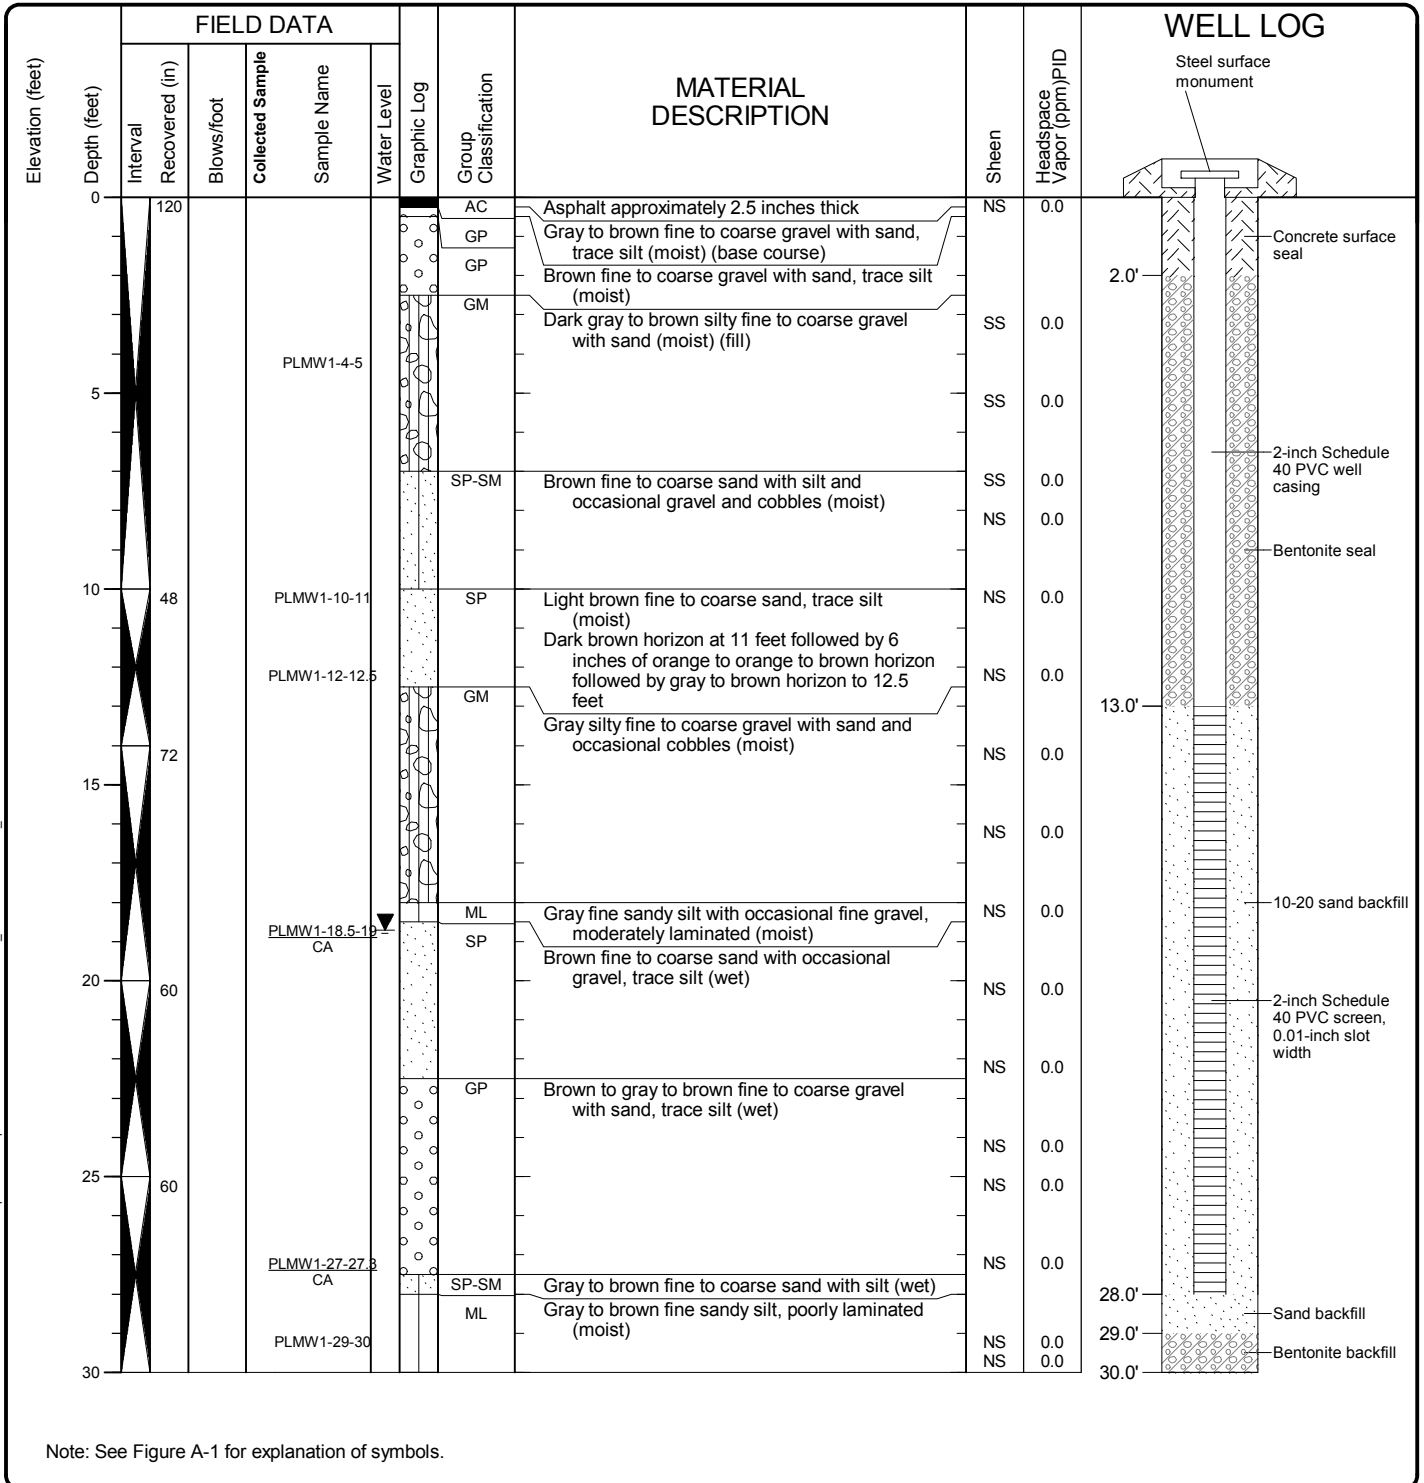 FIELD DATA
WELL LOG
Elevation (feet)
Depth (feet)
Interval
Recovered (in)
Blows/foot
Collected Sample
Sample Name
Water Level
Graphic Log
Group
Classification
MATERIAL
DESCRIPTION
Sheen
Headspace
Vapor (ppm)PID
Steel surface
monument
0
120
AC
Asphalt approximately 2.5 inches thick
NS
0.0
GP
Gray to brown fine to coarse gravel with sand,
trace silt (moist) (base course)
Concrete surface
seal
GP
Brown fine to coarse gravel with sand, trace silt
(moist)
2.0'
GM
Dark gray to brown silty fine to coarse gravel
with sand (moist) (fill)
SS
0.0
PLMW1-4-5
5
SS
0.0
2-inch Schedule
40 PVC well
casing
SP-SM
Brown fine to coarse sand with silt and
occasional gravel and cobbles (moist)
SS
0.0
NS
0.0
Bentonite seal
10
48
PLMW1-10-11
SP
Light brown fine to coarse sand, trace silt
(moist)
NS
0.0
Dark brown horizon at 11 feet followed by 6
inches of orange to orange to brown horizon
followed by gray to brown horizon to 12.5
feet
PLMW1-12-12.5
NS
0.0
GM
13.0'
Gray silty fine to coarse gravel with sand and
occasional cobbles (moist)
72
NS
0.0
15
NS
0.0
10-20 sand backfill
ML
Gray fine sandy silt with occasional fine gravel,
moderately laminated (moist)
NS
0.0
PLMW1-18.5-19
CA
SP
Brown fine to coarse sand with occasional
gravel, trace silt (wet)
20
60
NS
0.0
2-inch Schedule
40 PVC screen,
0.01-inch slot
width
NS
0.0
GP
Brown to gray to brown fine to coarse gravel
with sand, trace silt (wet)
NS
0.0
25
60
NS
0.0
PLMW1-27-27.3
CA
NS
0.0
SP-SM
Gray to brown fine to coarse sand with silt (wet)
28.0'
ML
Gray to brown fine sandy silt, poorly laminated
(moist)
Sand backfill
29.0'
PLMW1-29-30
NS
0.0
Bentonite backfill
NS
0.0
30
30.0'
Note: See Figure A-1 for explanation of symbols.